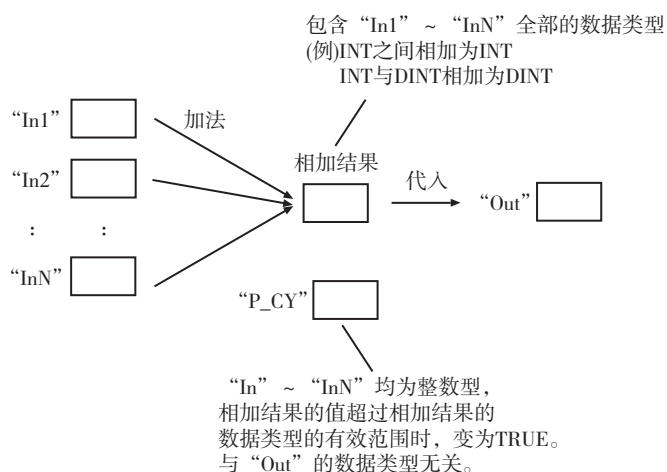 包含“In1”~“InN”全部的数据类型
(例)INT之间相加为INT
INT与DINT相加为DINT
“In1”
加法
“In2”
相加结果
代入
“Out”
: :
“InN”
“P_CY”
“In”~“InN”均为整数型，
相加结果的值超过相加结果的
数据类型的有效范围时，变为TRUE。
与“Out”的数据类型无关。